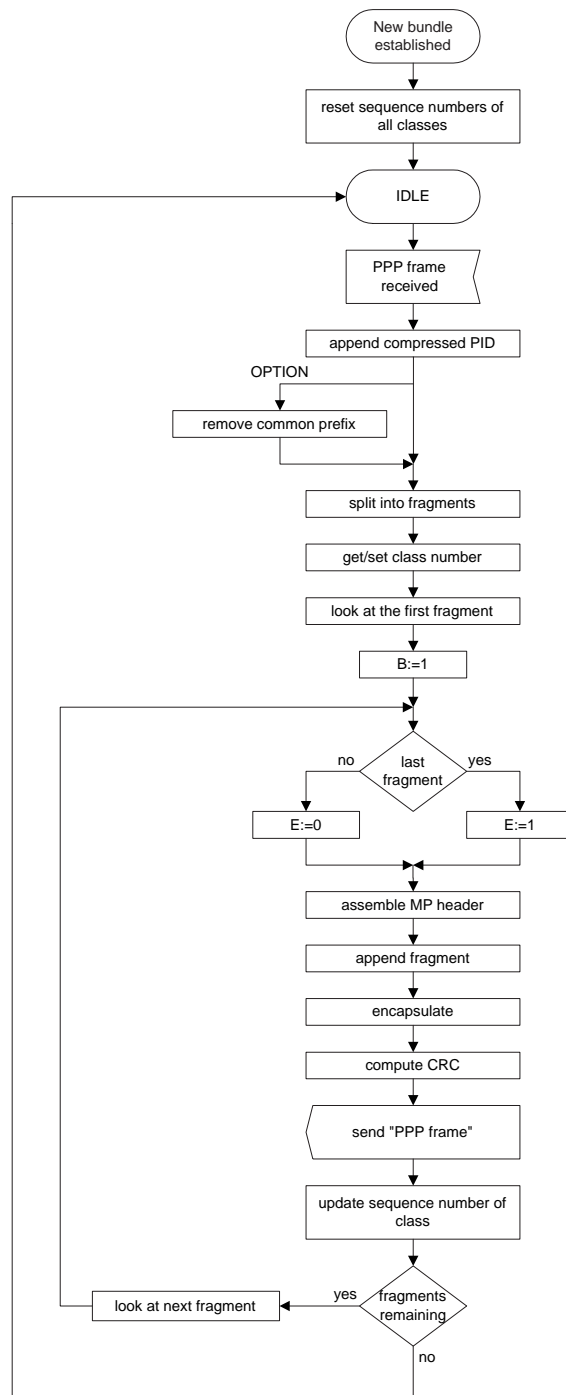 New bundle
established
reset sequence numbers of
all classes
IDLE
PPP frame
received
append compressed PID
OPTION
remove common prefix
split into fragments
get/set class number
look at the first fragment
B:=1
no
last
fragment
yes
E:=0
E:=1
assemble MP header
append fragment
encapsulate
compute CRC
send "PPP frame"
update sequence number of
class
look at next fragment
yes
fragments
remaining
no